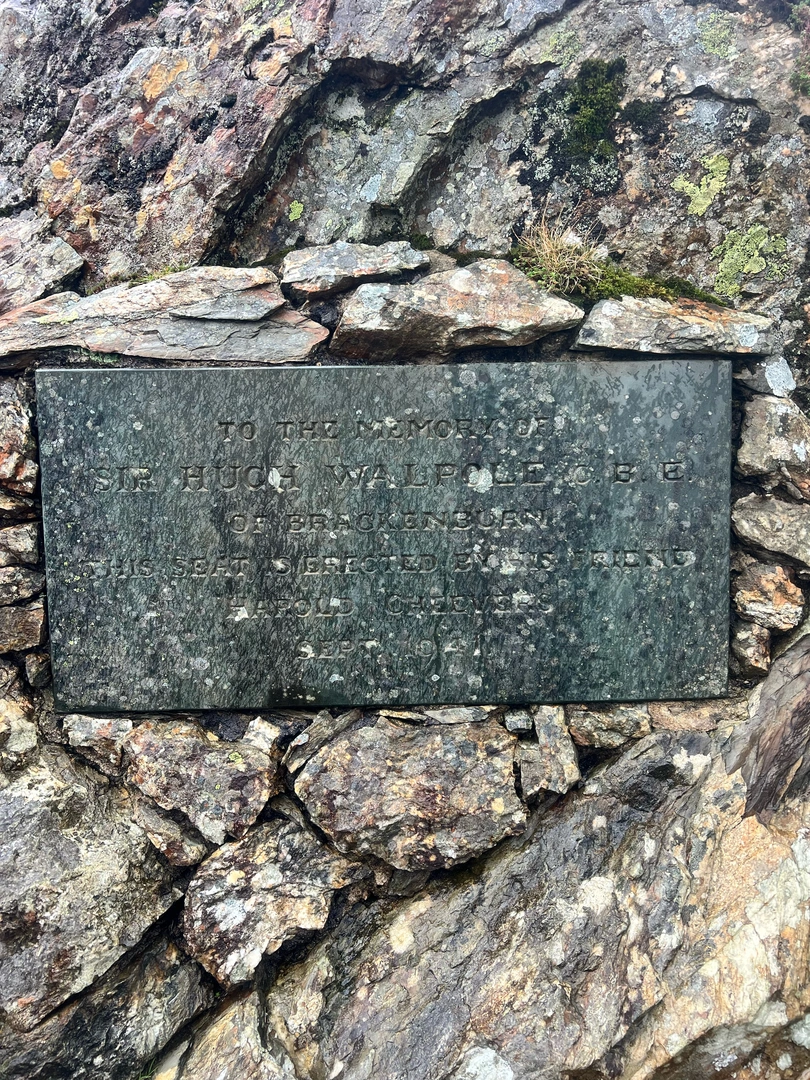 TO THE MEMORY OF
SIR HUGH WALPOLE C.B.E.
OF BRACKENBURN
THIS SEAT IS ERECTED BY HIS FRIEND
HAROLD CHEEVERS
SEPT. 1941